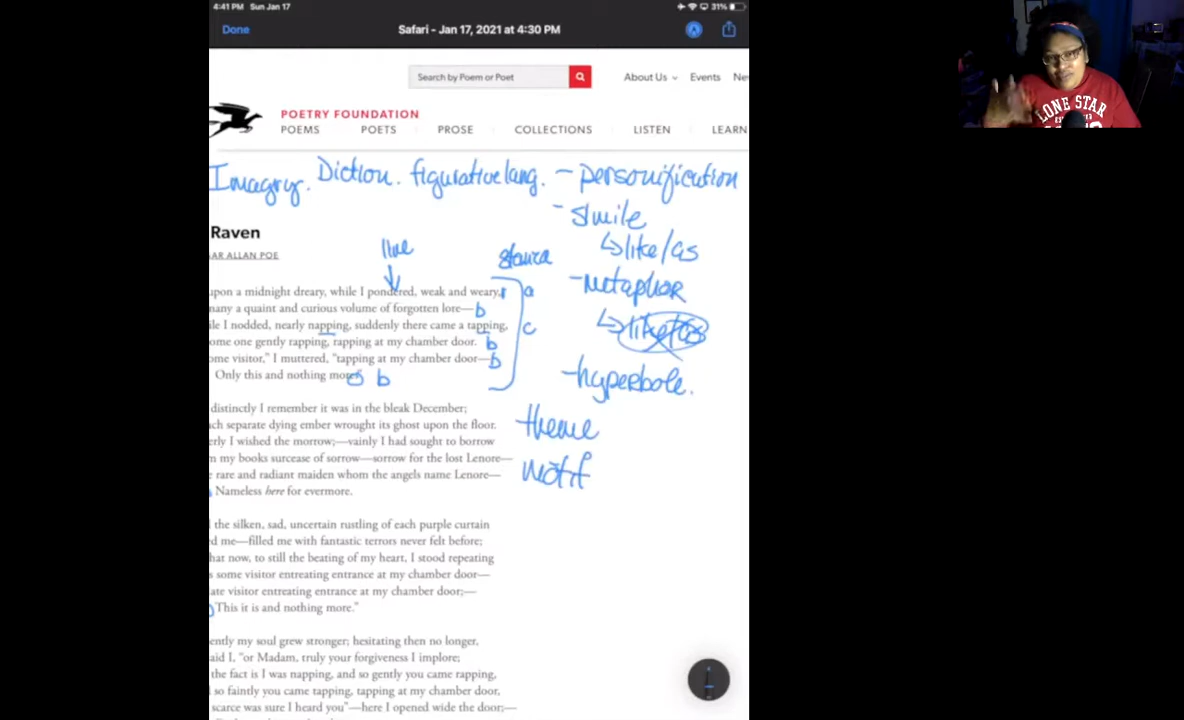 4:41 PM Sun Jan 17
31%
Done
Safari - Jan 17, 2021 at 4:30 PM
Search by Poem or Poet
About Us
Events
Ne
POETRY FOUNDATION
POEMS
POETS
PROSE
COLLECTIONS
LISTEN
LEARN
Imagry. Diction. figurative lang. - personification
- simile
↳ like/as
- metaphor
↳ like/as
- hyperbole.
theme
motif
line
stanza
Raven
AR ALLAN POE
upon a midnight dreary, while I pondered, weak and weary, a
many a quaint and curious volume of forgotten lore— b
ile I nodded, nearly napping, suddenly there came a tapping, c
ome one gently rapping, rapping at my chamber door. b
ome visitor," I muttered, "tapping at my chamber door— b
Only this and nothing more b
distinctly I remember it was in the bleak December;
ch separate dying ember wrought its ghost upon the floor.
erly I wished the morrow;—vainly I had sought to borrow
m my books surcease of sorrow—sorrow for the lost Lenore—
rare and radiant maiden whom the angels name Lenore—
Nameless here for evermore.
the silken, sad, uncertain rustling of each purple curtain
d me—filled me with fantastic terrors never felt before;
hat now, to still the beating of my heart, I stood repeating
some visitor entreating entrance at my chamber door—
ate visitor entreating entrance at my chamber door;—
This it is and nothing more."
ently my soul grew stronger; hesitating then no longer,
aid I, "or Madam, truly your forgiveness I implore;
the fact is I was napping, and so gently you came rapping,
so faintly you came tapping, tapping at my chamber door,
scarce was sure I heard you"—here I opened wide the door;—
LONE STAR